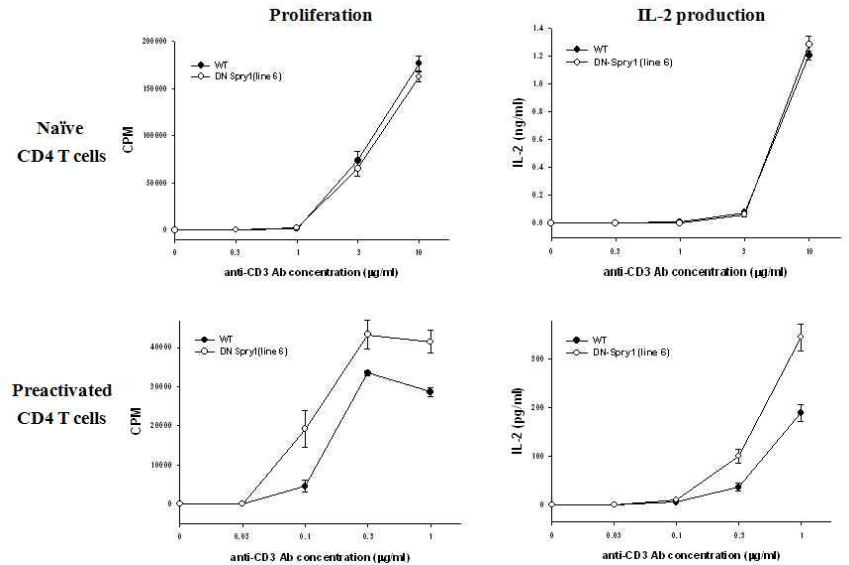 Proliferation
IL-2 production
Naïve
CD4 T cells
CPM
200000
150000
100000
50000
0
WT
DN Spry1(line 6)
0 0.3 1 3 10
anti-CD3 Ab concentration (µg/ml)
IL-2 (ng/ml)
1.4
1.2
1.0
0.8
0.6
0.4
0.2
0.0
WT
DN-Spry1(line 6)
0 0.3 1 3 10
anti-CD3 Ab concentration (µg/ml)
Preactivated
CD4 T cells
CPM
40000
30000
20000
10000
0
WT
DN Spry1(line 6)
0 0.03 0.1 0.3 1
anti-CD3 Ab concentration (µg/ml)
IL-2 (pg/ml)
300
200
100
0
WT
DN-Spry1(line 6)
0 0.03 0.1 0.3 1
anti-CD3 Ab concentration (µg/ml)